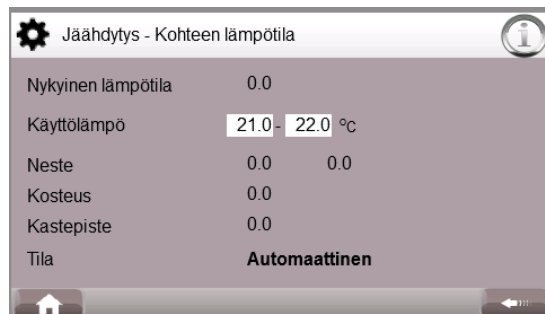 Jäähdytys - Kohteen lämpötila
Nykyinen lämpötila 0.0
Käyttölämpö 21.0 - 22.0 °C
Neste 0.0 0.0
Kosteus 0.0
Kastepiste 0.0
Tila Automaattinen